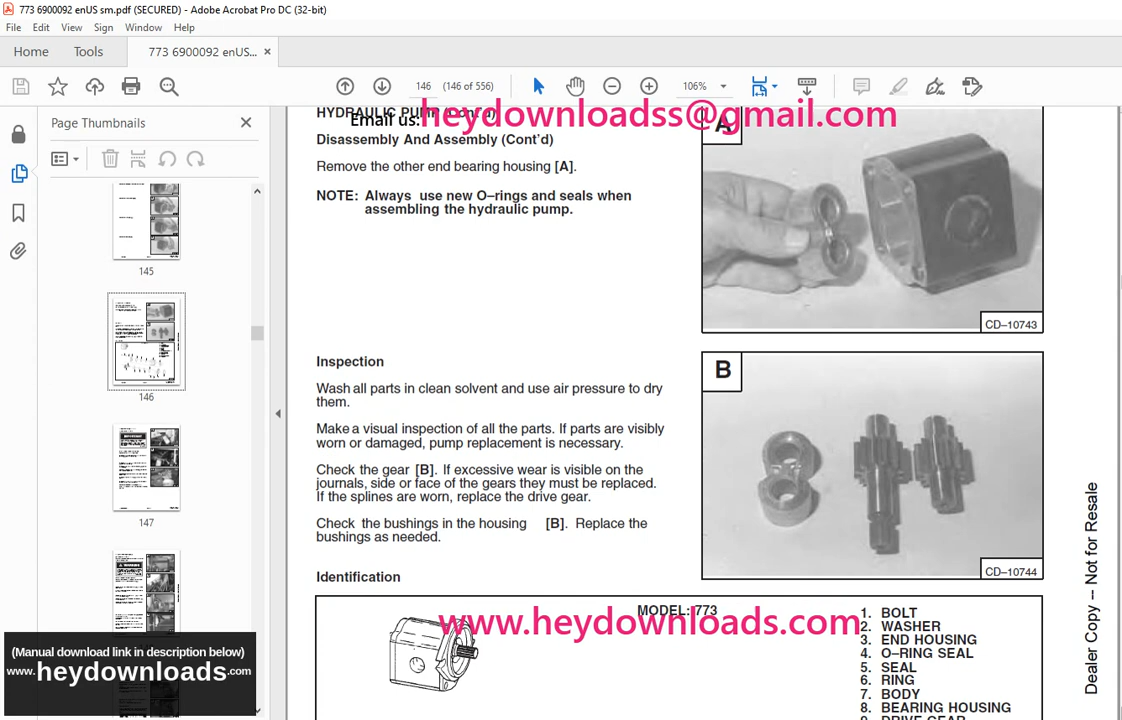 773 6900092 enUS sm.pdf (SECURED) - Adobe Acrobat Pro DC (32-bit)
File Edit View Sign Window Help
Home Tools 773 6900092 enUS... ×
146 (146 of 556) 106%
Page Thumbnails
145
146
147
(Manual download link in description below)
www.heydownloads.com
Email us: heydownloadss@gmail.com
Disassembly And Assembly (Cont'd)
Remove the other end bearing housing [A].
NOTE: Always use new O–rings and seals when
assembling the hydraulic pump.
A
CD–10743
Inspection
Wash all parts in clean solvent and use air pressure to dry
them.
Make a visual inspection of all the parts. If parts are visibly
worn or damaged, pump replacement is necessary.
Check the gear [B]. If excessive wear is visible on the
journals, side or face of the gears they must be replaced.
If the splines are worn, replace the drive gear.
Check the bushings in the housing [B]. Replace the
bushings as needed.
B
CD–10744
Identification
MODEL: 773
www.heydownloads.com
1. BOLT
2. WASHER
3. END HOUSING
4. O–RING SEAL
5. SEAL
6. RING
7. BODY
8. BEARING HOUSING
9. DRIVE GEAR
Dealer Copy – Not for Resale